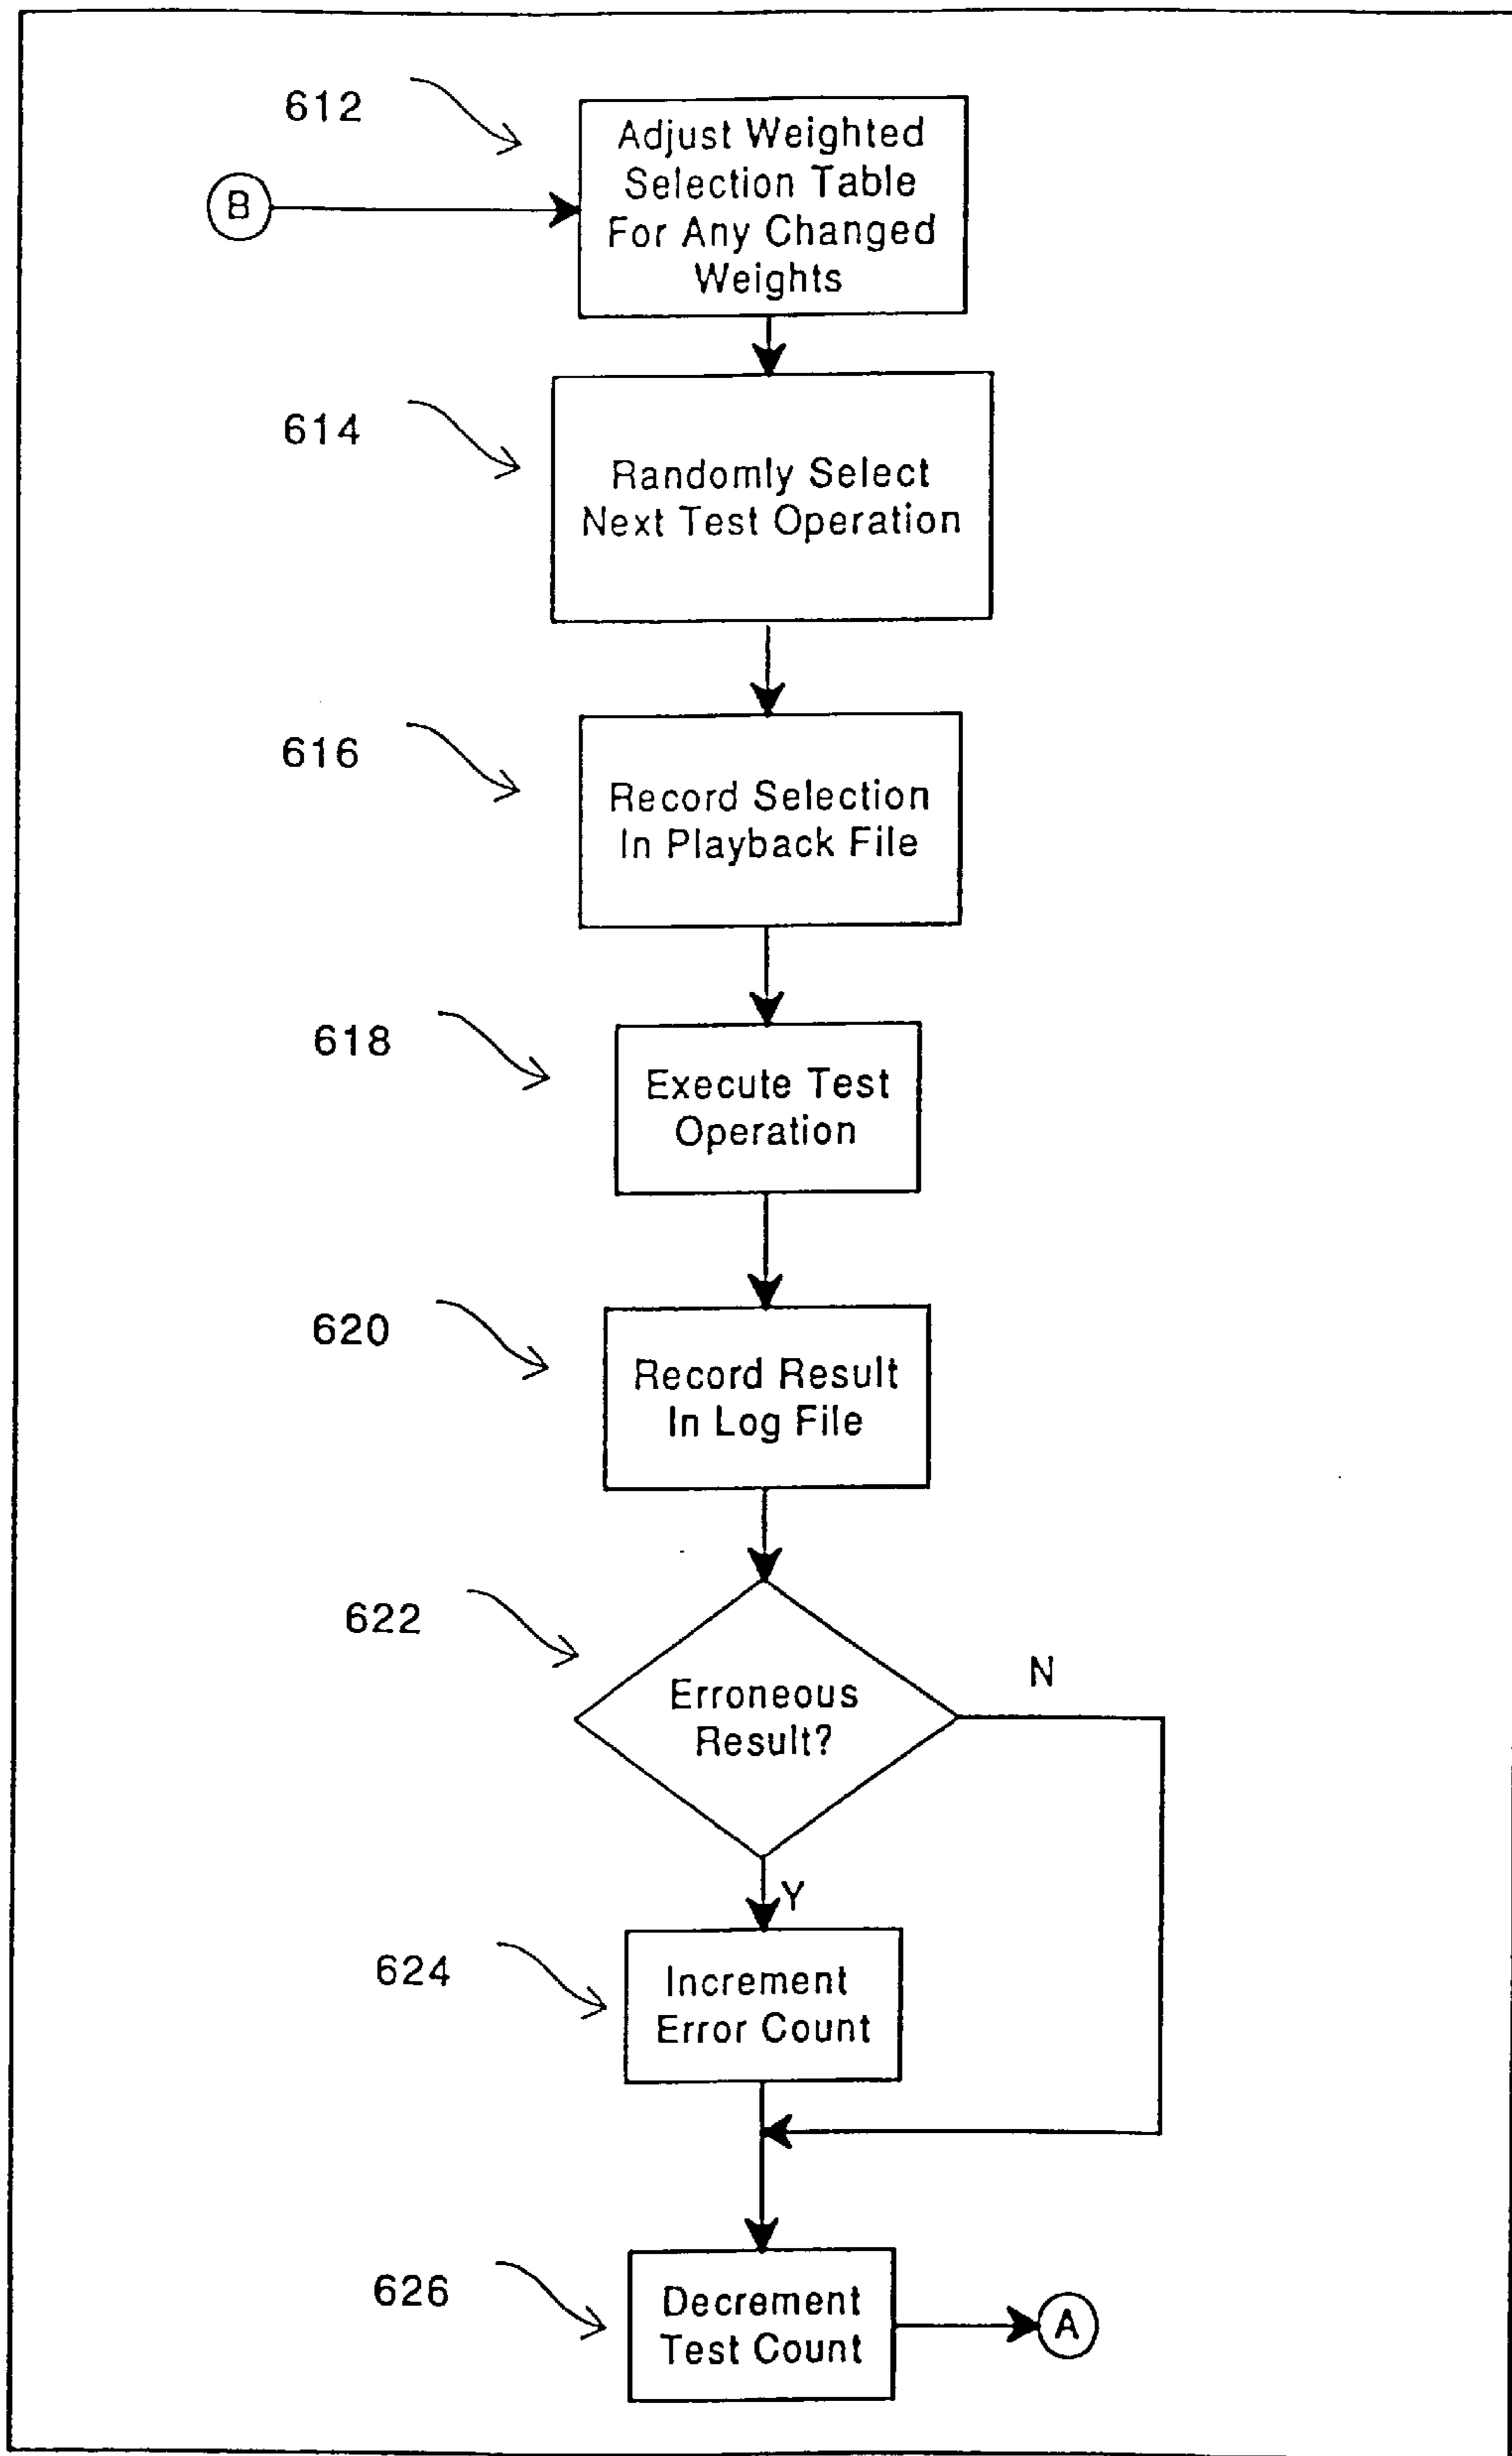 612
Adjust Weighted
Selection Table
For Any Changed
Weights
B
614
Randomly Select
Next Test Operation
616
Record Selection
In Playback File
618
Execute Test
Operation
620
Record Result
In Log File
622
Erroneous
Result?
N
Y
624
Increment
Error Count
626
Decrement
Test Count
A